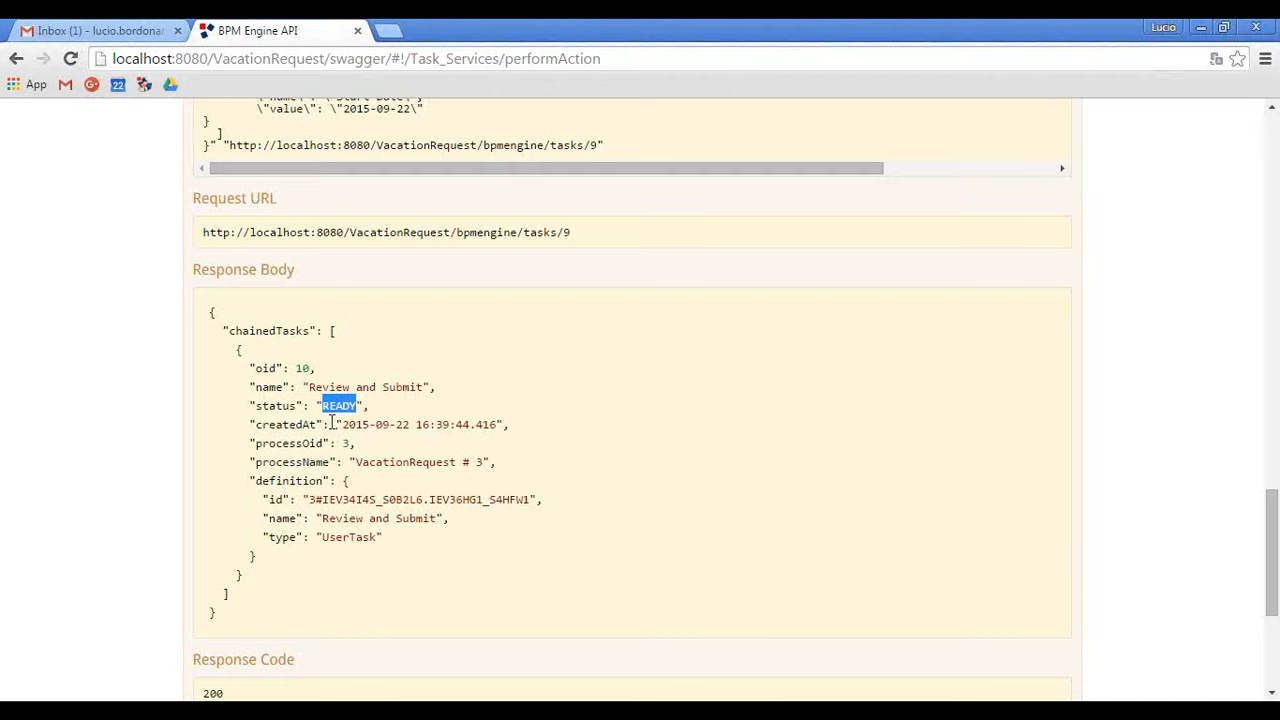 Inbox (1) - lucio.bordonar
BPM Engine API
Lucio
localhost:8080/VacationRequest/swagger/#!/Task_Services/performAction
App
22
\"value\": \"2015-09-22\"
}
]
}" "http://localhost:8080/VacationRequest/bpmengine/tasks/9"
Request URL
http://localhost:8080/VacationRequest/bpmengine/tasks/9
Response Body
{
"chainedTasks": [
{
"oid": 10,
"name": "Review and Submit",
"status": "READY",
"createdAt": "2015-09-22 16:39:44.416",
"processOid": 3,
"processName": "VacationRequest # 3",
"definition": {
"id": "3#IEV34I4S_S0B2L6.IEV36HG1_S4HFW1",
"name": "Review and Submit",
"type": "UserTask"
}
}
]
}
Response Code
200